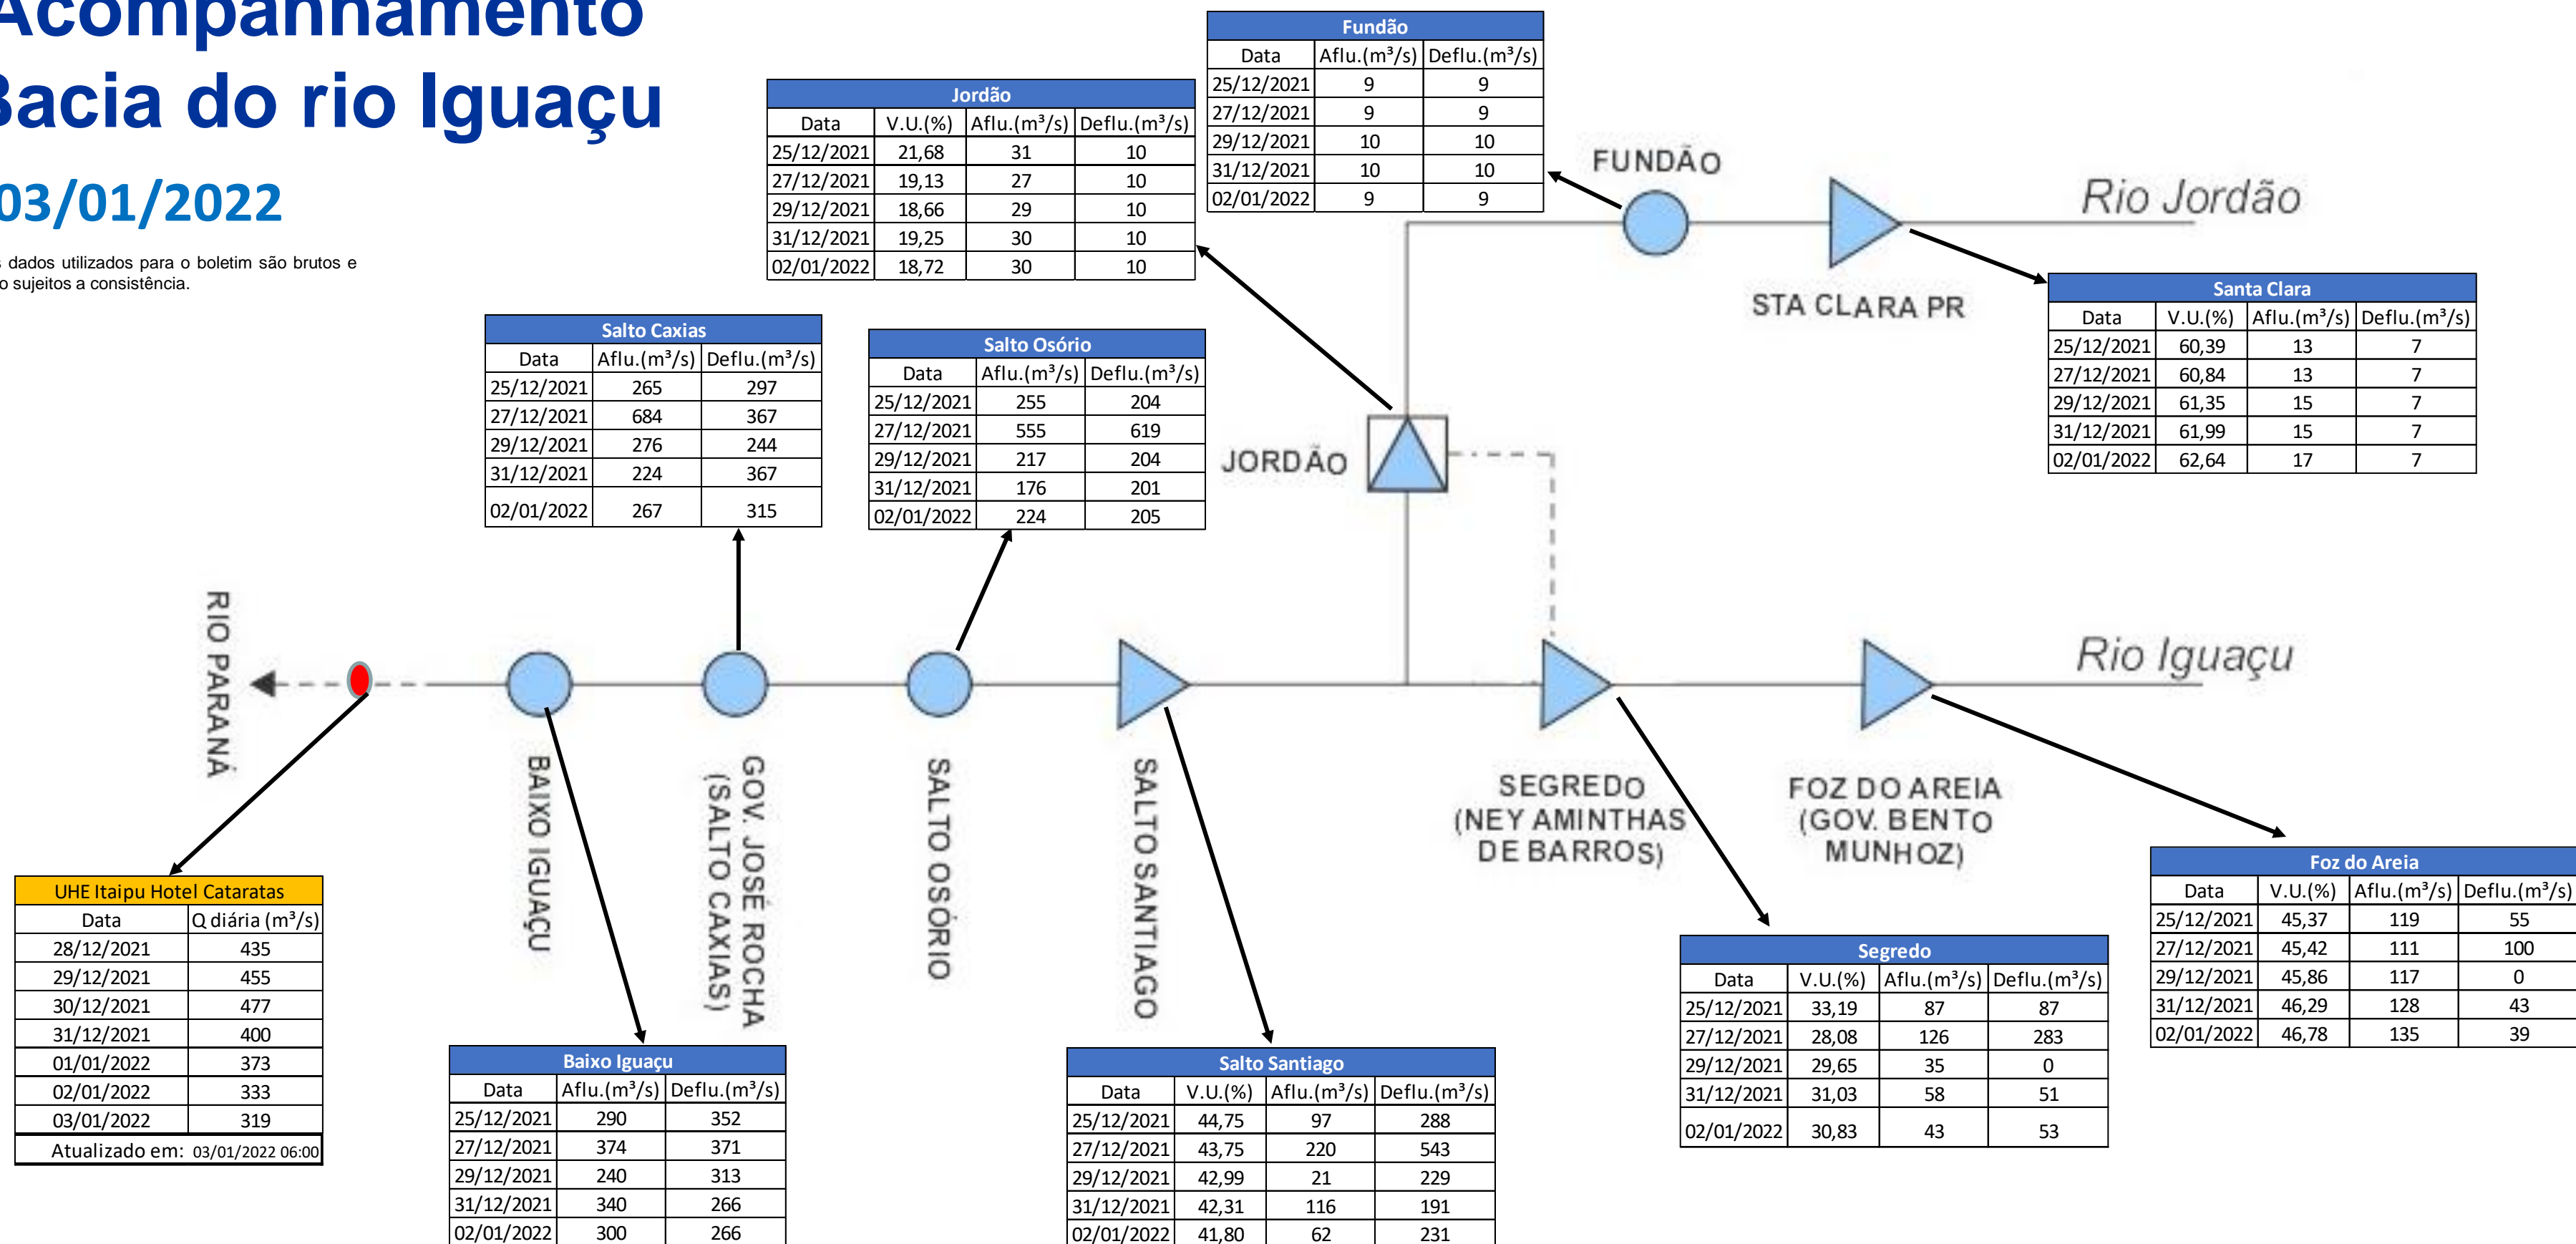 Acompanhamento
Bacia do rio Iguaçu
03/01/2022
s dados utilizados para o boletim são brutos e
o sujeitos a consistência.
Fundão
Data Aflu.(m³/s) Deflu.(m³/s)
25/12/2021 9 9
27/12/2021 9 9
29/12/2021 10 10
31/12/2021 10 10
02/01/2022 9 9
Jordão
Data V.U.(%) Aflu.(m³/s) Deflu.(m³/s)
25/12/2021 21,68 31 10
27/12/2021 19,13 27 10
29/12/2021 18,66 29 10
31/12/2021 19,25 30 10
02/01/2022 18,72 30 10
FUNDÃO
STA CLARA PR
Rio Jordão
Santa Clara
Data V.U.(%) Aflu.(m³/s) Deflu.(m³/s)
25/12/2021 60,39 13 7
27/12/2021 60,84 13 7
29/12/2021 61,35 15 7
31/12/2021 61,99 15 7
02/01/2022 62,64 17 7
Salto Caxias
Data Aflu.(m³/s) Deflu.(m³/s)
25/12/2021 265 297
27/12/2021 684 367
29/12/2021 276 244
31/12/2021 224 367
02/01/2022 267 315
Salto Osório
Data Aflu.(m³/s) Deflu.(m³/s)
25/12/2021 255 204
27/12/2021 555 619
29/12/2021 217 204
31/12/2021 176 201
02/01/2022 224 205
JORDÃO
RIO PARANÁ
Rio Iguaçu
BAIXO IGUAÇU
GOV. JOSÉ ROCHA
(SALTO CAXIAS)
SALTO OSÓRIO
SALTO SANTIAGO
SEGREDO
(NEY AMINTHAS
DE BARROS)
FOZ DO AREIA
(GOV. BENTO
MUNHOZ)
UHE Itaipu Hotel Cataratas
Data Q diária (m³/s)
28/12/2021 435
29/12/2021 455
30/12/2021 477
31/12/2021 400
01/01/2022 373
02/01/2022 333
03/01/2022 319
Atualizado em: 03/01/2022 06:00
Baixo Iguaçu
Data Aflu.(m³/s) Deflu.(m³/s)
25/12/2021 290 352
27/12/2021 374 371
29/12/2021 240 313
31/12/2021 340 266
02/01/2022 300 266
Salto Santiago
Data V.U.(%) Aflu.(m³/s) Deflu.(m³/s)
25/12/2021 44,75 97 288
27/12/2021 43,75 220 543
29/12/2021 42,99 21 229
31/12/2021 42,31 116 191
02/01/2022 41,80 62 231
Segredo
Data V.U.(%) Aflu.(m³/s) Deflu.(m³/s)
25/12/2021 33,19 87 87
27/12/2021 28,08 126 283
29/12/2021 29,65 35 0
31/12/2021 31,03 58 51
02/01/2022 30,83 43 53
Foz do Areia
Data V.U.(%) Aflu.(m³/s) Deflu.(m³/s)
25/12/2021 45,37 119 55
27/12/2021 45,42 111 100
29/12/2021 45,86 117 0
31/12/2021 46,29 128 43
02/01/2022 46,78 135 39